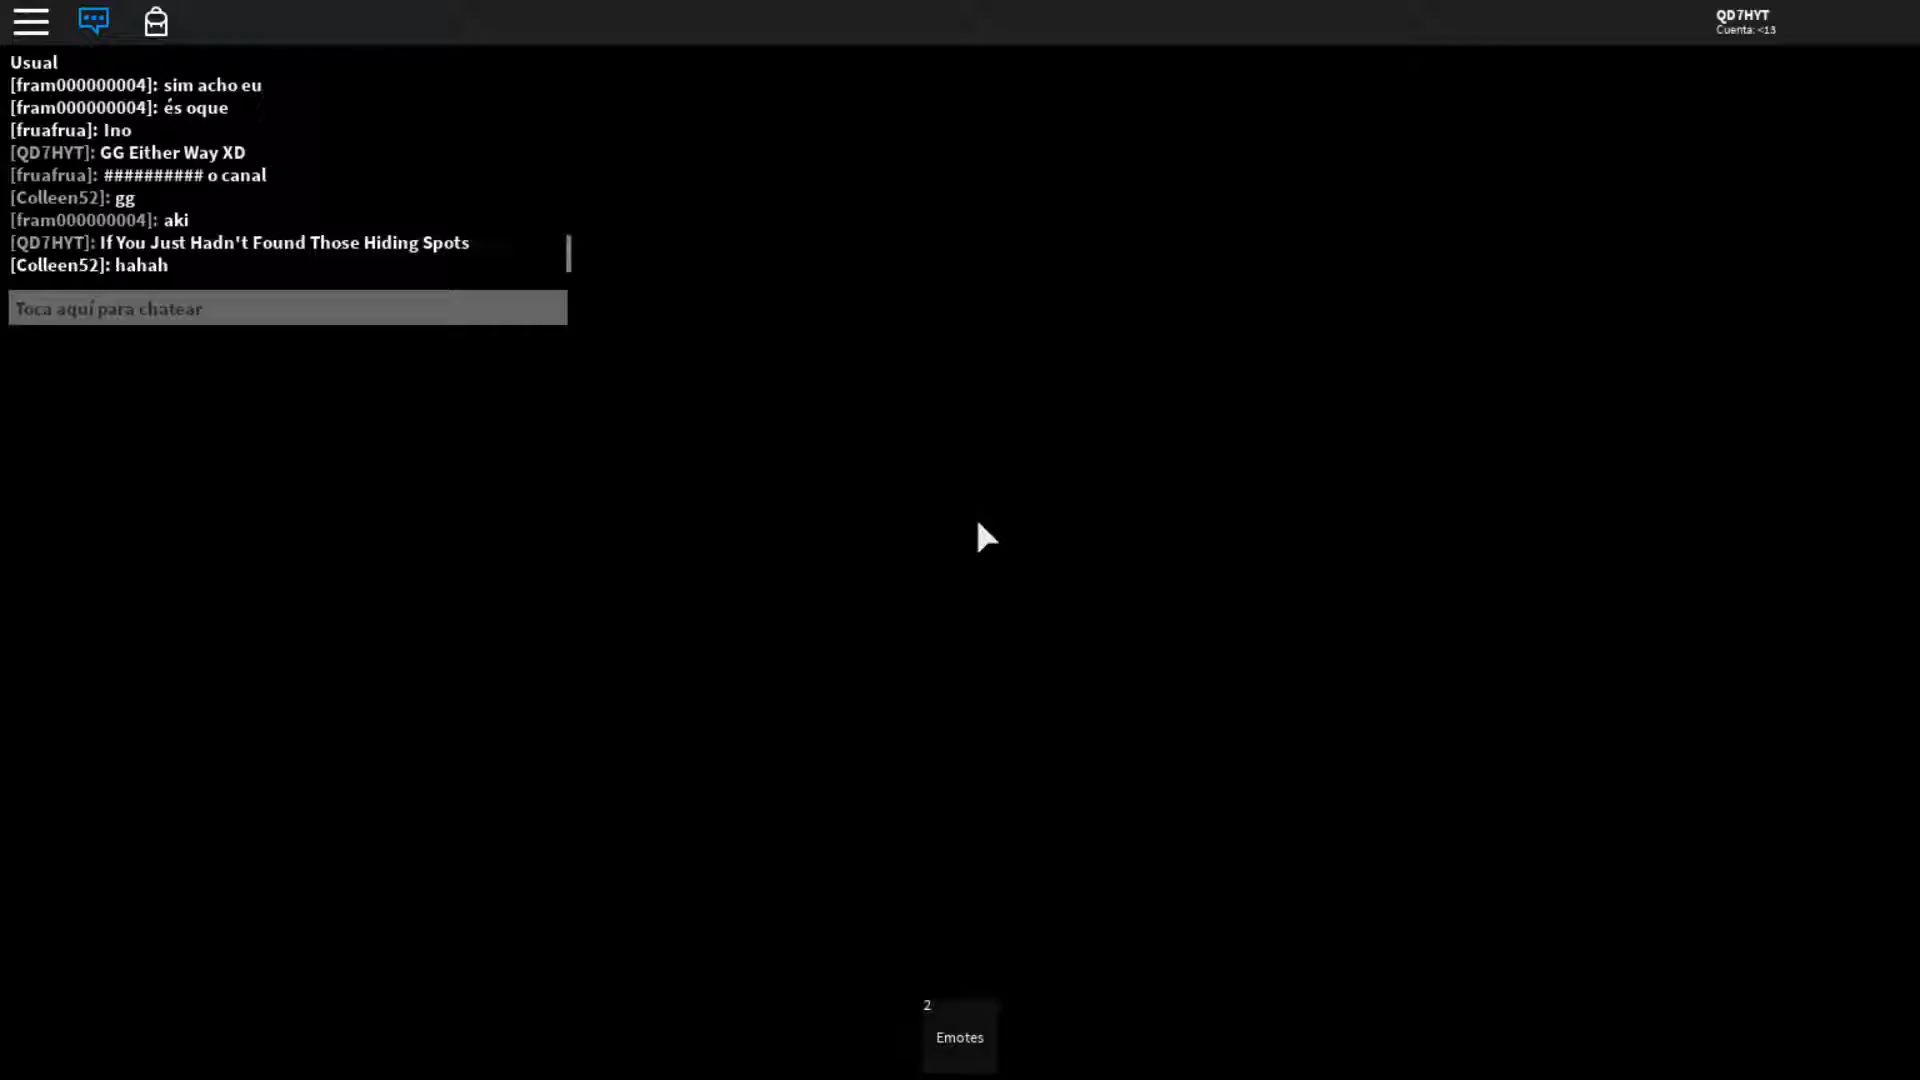 QD7HYT
Cuenta: <13
Usual
[fram000000004]: sim acho eu
[fram000000004]: és oque
[fruafrua]: Ino
[QD7HYT]: GG Either Way XD
[fruafrua]: ########## o canal
[Colleen52]: gg
[fram000000004]: aki
[QD7HYT]: If You Just Hadn't Found Those Hiding Spots
[Colleen52]: hahah
Toca aquí para chatear
2
Emotes